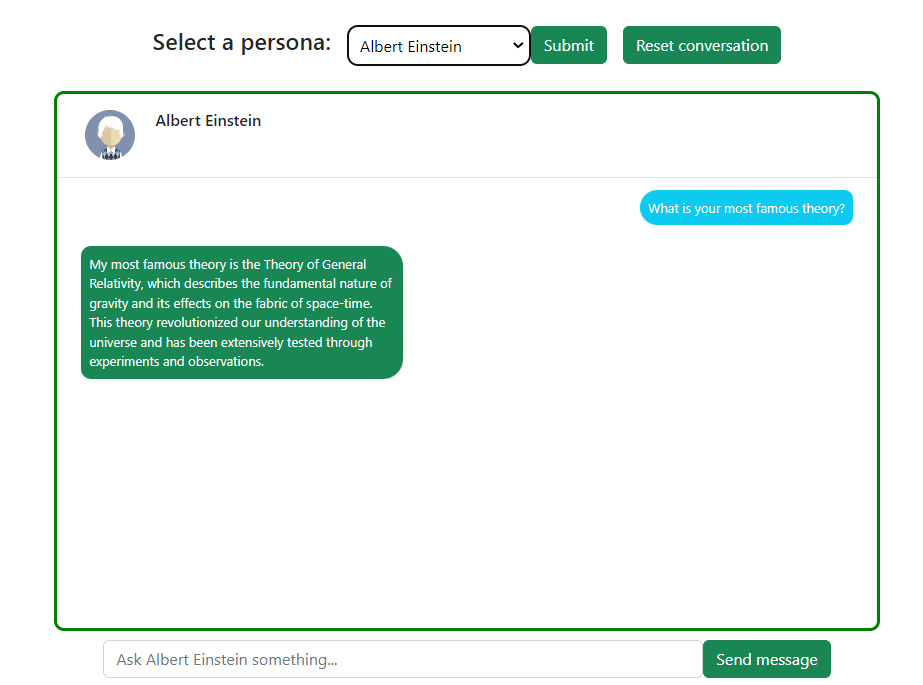 Select a persona: Albert Einstein Submit Reset conversation
Albert Einstein
What is your most famous theory?
My most famous theory is the Theory of General
Relativity, which describes the fundamental nature of
gravity and its effects on the fabric of space-time.
This theory revolutionized our understanding of the
universe and has been extensively tested through
experiments and observations.
Ask Albert Einstein something... Send message